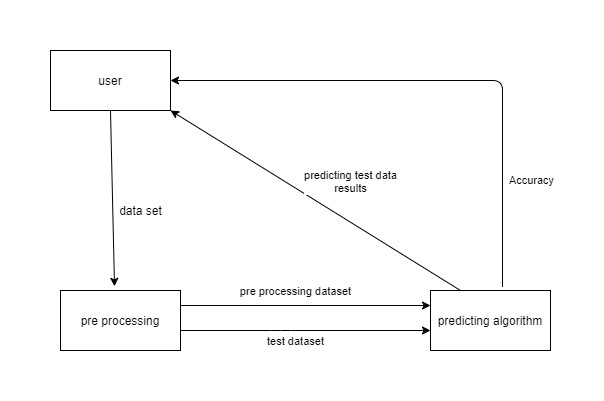 user
predicting test data
results
Accuracy
data set
pre processing dataset
pre processing
predicting algorithm
test dataset